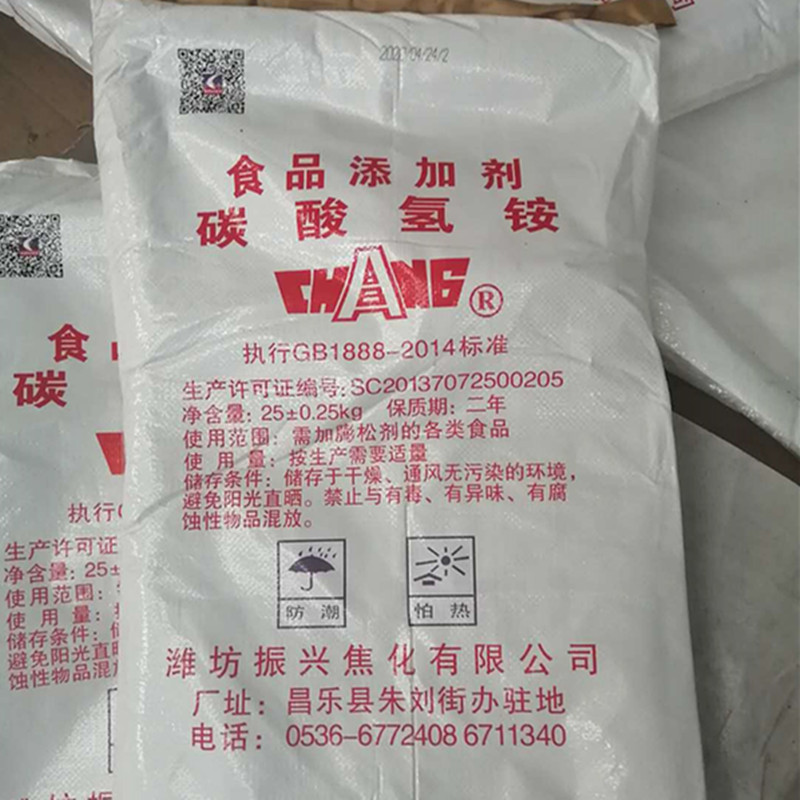 2020/04/24/2
食品添加剂
碳酸氢铵
CHANG®
执行GB1888-2014标准
生产许可证编号:SC20137072500205
净含量: 25±0.25kg 保质期: 二年
使用范围: 需加膨松剂的各类食品
使 用 量: 按生产需要适量
储存条件: 储存于干燥、通风无污染的环境，
避免阳光直晒。禁止与有毒、有异味、有腐
蚀性物品混放。
防 潮
怕 热
潍坊振兴焦化有限公司
厂址: 昌乐县朱刘街办驻地
电话: 0536-6772408 6711340
食
碳
执行
生产许可证
净含量: 25±
使用范围:
使 用 量:
储存条件:
避免阳光直
蚀性物品混放
潍坊振